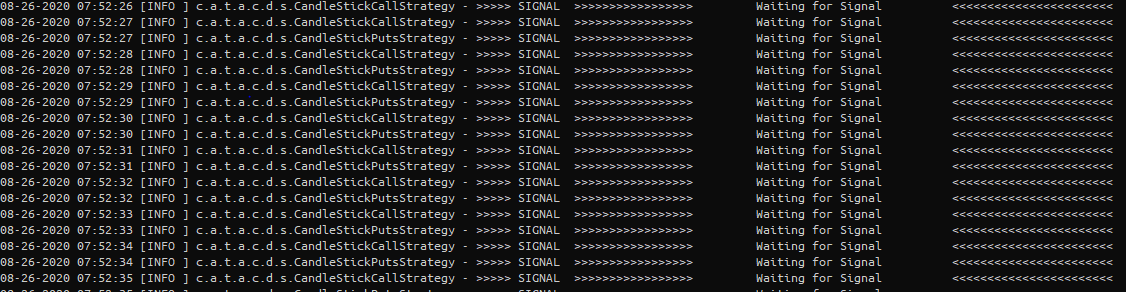 08-26-2020 07:52:26 [INFO ] c.a.t.a.c.d.s.CandleStickCallStrategy - >>>>> SIGNAL >>>>>>>>>>>>>>>>> Waiting for Signal <<<<<<<<<<<<<<<<<<<<<<<
08-26-2020 07:52:27 [INFO ] c.a.t.a.c.d.s.CandleStickCallStrategy - >>>>> SIGNAL >>>>>>>>>>>>>>>>> Waiting for Signal <<<<<<<<<<<<<<<<<<<<<<<
08-26-2020 07:52:27 [INFO ] c.a.t.a.c.d.s.CandleStickPutsStrategy - >>>>> SIGNAL >>>>>>>>>>>>>>>>> Waiting for Signal <<<<<<<<<<<<<<<<<<<<<<<
08-26-2020 07:52:28 [INFO ] c.a.t.a.c.d.s.CandleStickCallStrategy - >>>>> SIGNAL >>>>>>>>>>>>>>>>> Waiting for Signal <<<<<<<<<<<<<<<<<<<<<<<
08-26-2020 07:52:28 [INFO ] c.a.t.a.c.d.s.CandleStickPutsStrategy - >>>>> SIGNAL >>>>>>>>>>>>>>>>> Waiting for Signal <<<<<<<<<<<<<<<<<<<<<<<
08-26-2020 07:52:29 [INFO ] c.a.t.a.c.d.s.CandleStickCallStrategy - >>>>> SIGNAL >>>>>>>>>>>>>>>>> Waiting for Signal <<<<<<<<<<<<<<<<<<<<<<<
08-26-2020 07:52:29 [INFO ] c.a.t.a.c.d.s.CandleStickPutsStrategy - >>>>> SIGNAL >>>>>>>>>>>>>>>>> Waiting for Signal <<<<<<<<<<<<<<<<<<<<<<<
08-26-2020 07:52:30 [INFO ] c.a.t.a.c.d.s.CandleStickCallStrategy - >>>>> SIGNAL >>>>>>>>>>>>>>>>> Waiting for Signal <<<<<<<<<<<<<<<<<<<<<<<
08-26-2020 07:52:30 [INFO ] c.a.t.a.c.d.s.CandleStickPutsStrategy - >>>>> SIGNAL >>>>>>>>>>>>>>>>> Waiting for Signal <<<<<<<<<<<<<<<<<<<<<<<
08-26-2020 07:52:31 [INFO ] c.a.t.a.c.d.s.CandleStickCallStrategy - >>>>> SIGNAL >>>>>>>>>>>>>>>>> Waiting for Signal <<<<<<<<<<<<<<<<<<<<<<<
08-26-2020 07:52:31 [INFO ] c.a.t.a.c.d.s.CandleStickPutsStrategy - >>>>> SIGNAL >>>>>>>>>>>>>>>>> Waiting for Signal <<<<<<<<<<<<<<<<<<<<<<<
08-26-2020 07:52:32 [INFO ] c.a.t.a.c.d.s.CandleStickCallStrategy - >>>>> SIGNAL >>>>>>>>>>>>>>>>> Waiting for Signal <<<<<<<<<<<<<<<<<<<<<<<
08-26-2020 07:52:32 [INFO ] c.a.t.a.c.d.s.CandleStickPutsStrategy - >>>>> SIGNAL >>>>>>>>>>>>>>>>> Waiting for Signal <<<<<<<<<<<<<<<<<<<<<<<
08-26-2020 07:52:33 [INFO ] c.a.t.a.c.d.s.CandleStickCallStrategy - >>>>> SIGNAL >>>>>>>>>>>>>>>>> Waiting for Signal <<<<<<<<<<<<<<<<<<<<<<<
08-26-2020 07:52:33 [INFO ] c.a.t.a.c.d.s.CandleStickPutsStrategy - >>>>> SIGNAL >>>>>>>>>>>>>>>>> Waiting for Signal <<<<<<<<<<<<<<<<<<<<<<<
08-26-2020 07:52:34 [INFO ] c.a.t.a.c.d.s.CandleStickCallStrategy - >>>>> SIGNAL >>>>>>>>>>>>>>>>> Waiting for Signal <<<<<<<<<<<<<<<<<<<<<<<
08-26-2020 07:52:34 [INFO ] c.a.t.a.c.d.s.CandleStickPutsStrategy - >>>>> SIGNAL >>>>>>>>>>>>>>>>> Waiting for Signal <<<<<<<<<<<<<<<<<<<<<<<
08-26-2020 07:52:35 [INFO ] c.a.t.a.c.d.s.CandleStickCallStrategy - >>>>> SIGNAL >>>>>>>>>>>>>>>>> Waiting for Signal <<<<<<<<<<<<<<<<<<<<<<<